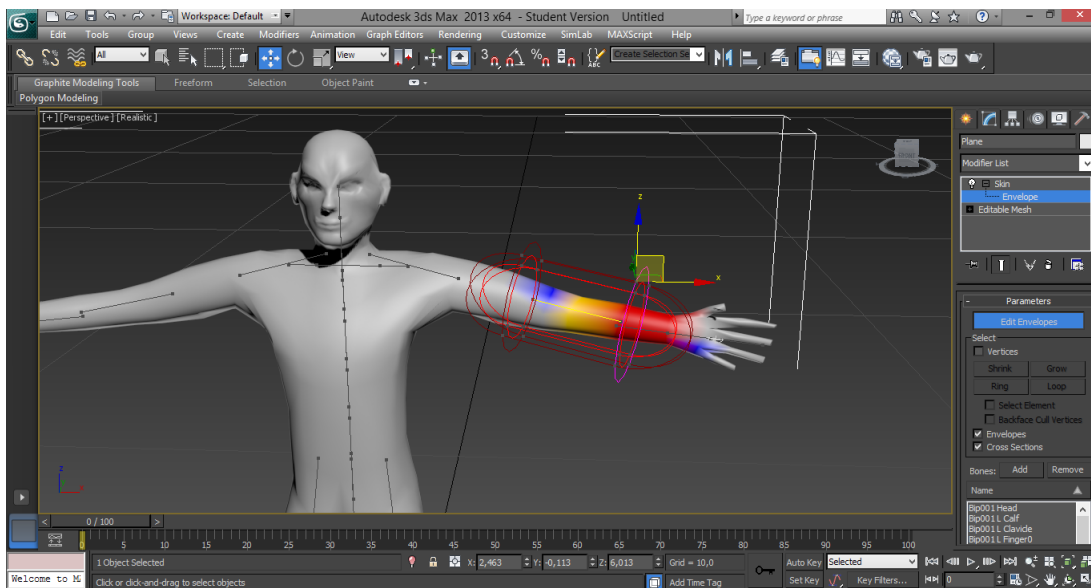 Workspace: Default
Autodesk 3ds Max 2013 x64 - Student Version Untitled
Type a keyword or phrase
Edit Tools Group Views Create Modifiers Animation Graph Editors Rendering Customize SimLab MAXScript Help
All
View
3
Create Selection Se
Graphite Modeling Tools Freeform Selection Object Paint
Polygon Modeling
[+][Perspective][Realistic]
z
x
Plane
Modifier List
Skin
Envelope
Editable Mesh
- Parameters
Edit Envelopes
Select
Vertices
Shrink Grow
Ring Loop
Select Element
Backface Cull Vertices
Envelopes
Cross Sections
Bones: Add Remove
Name
Bip001 Head
Bip001 L Calf
Bip001 L Clavicle
Bip001 L Finger0
z
x
< 0 / 100 >
0 5 10 15 20 25 30 35 40 45 50 55 60 65 70 75 80 85 90 95 100
1 Object Selected
X: 2,463 Y: -0,113 Z: 6,013 Grid = 10,0
Auto Key Selected
Welcome to M
Click or click-and-drag to select objects
Add Time Tag
Set Key Key Filters...
0